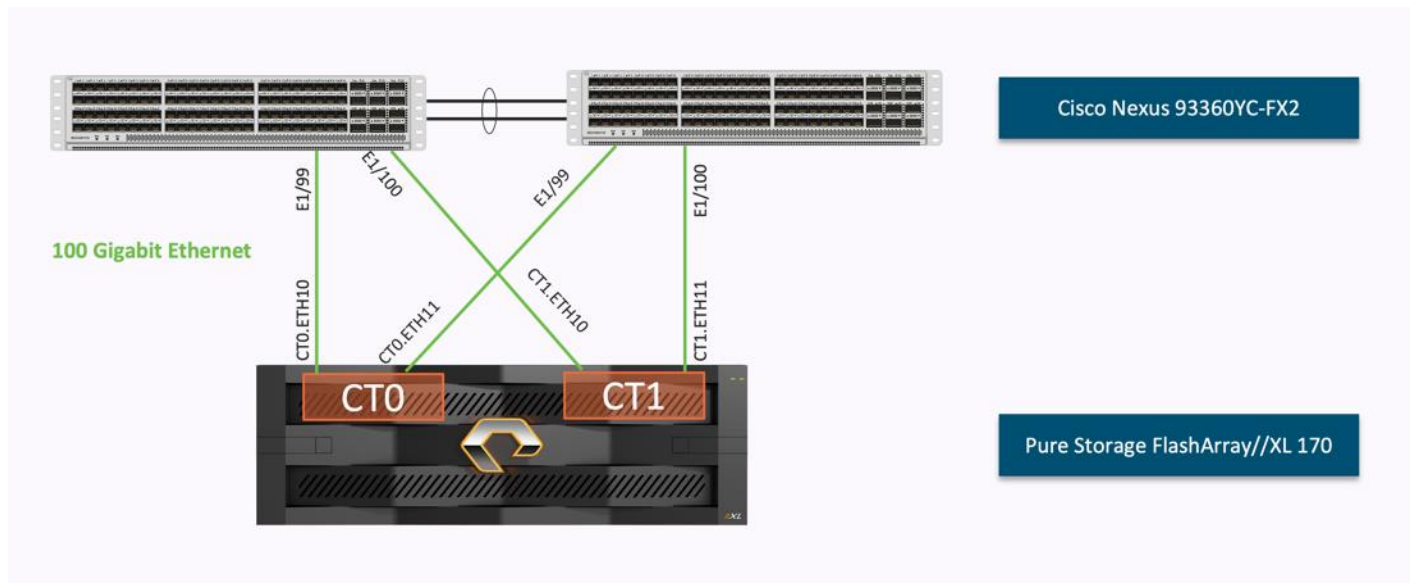 Cisco Nexus 93360YC-FX2
E1/99
E1/100
E1/99
E1/100
100 Gigabit Ethernet
CT0.ETH10
CT0.ETH11
CT1.ETH10
CT1.ETH11
CT0
CT1
Pure Storage FlashArray//XL 170